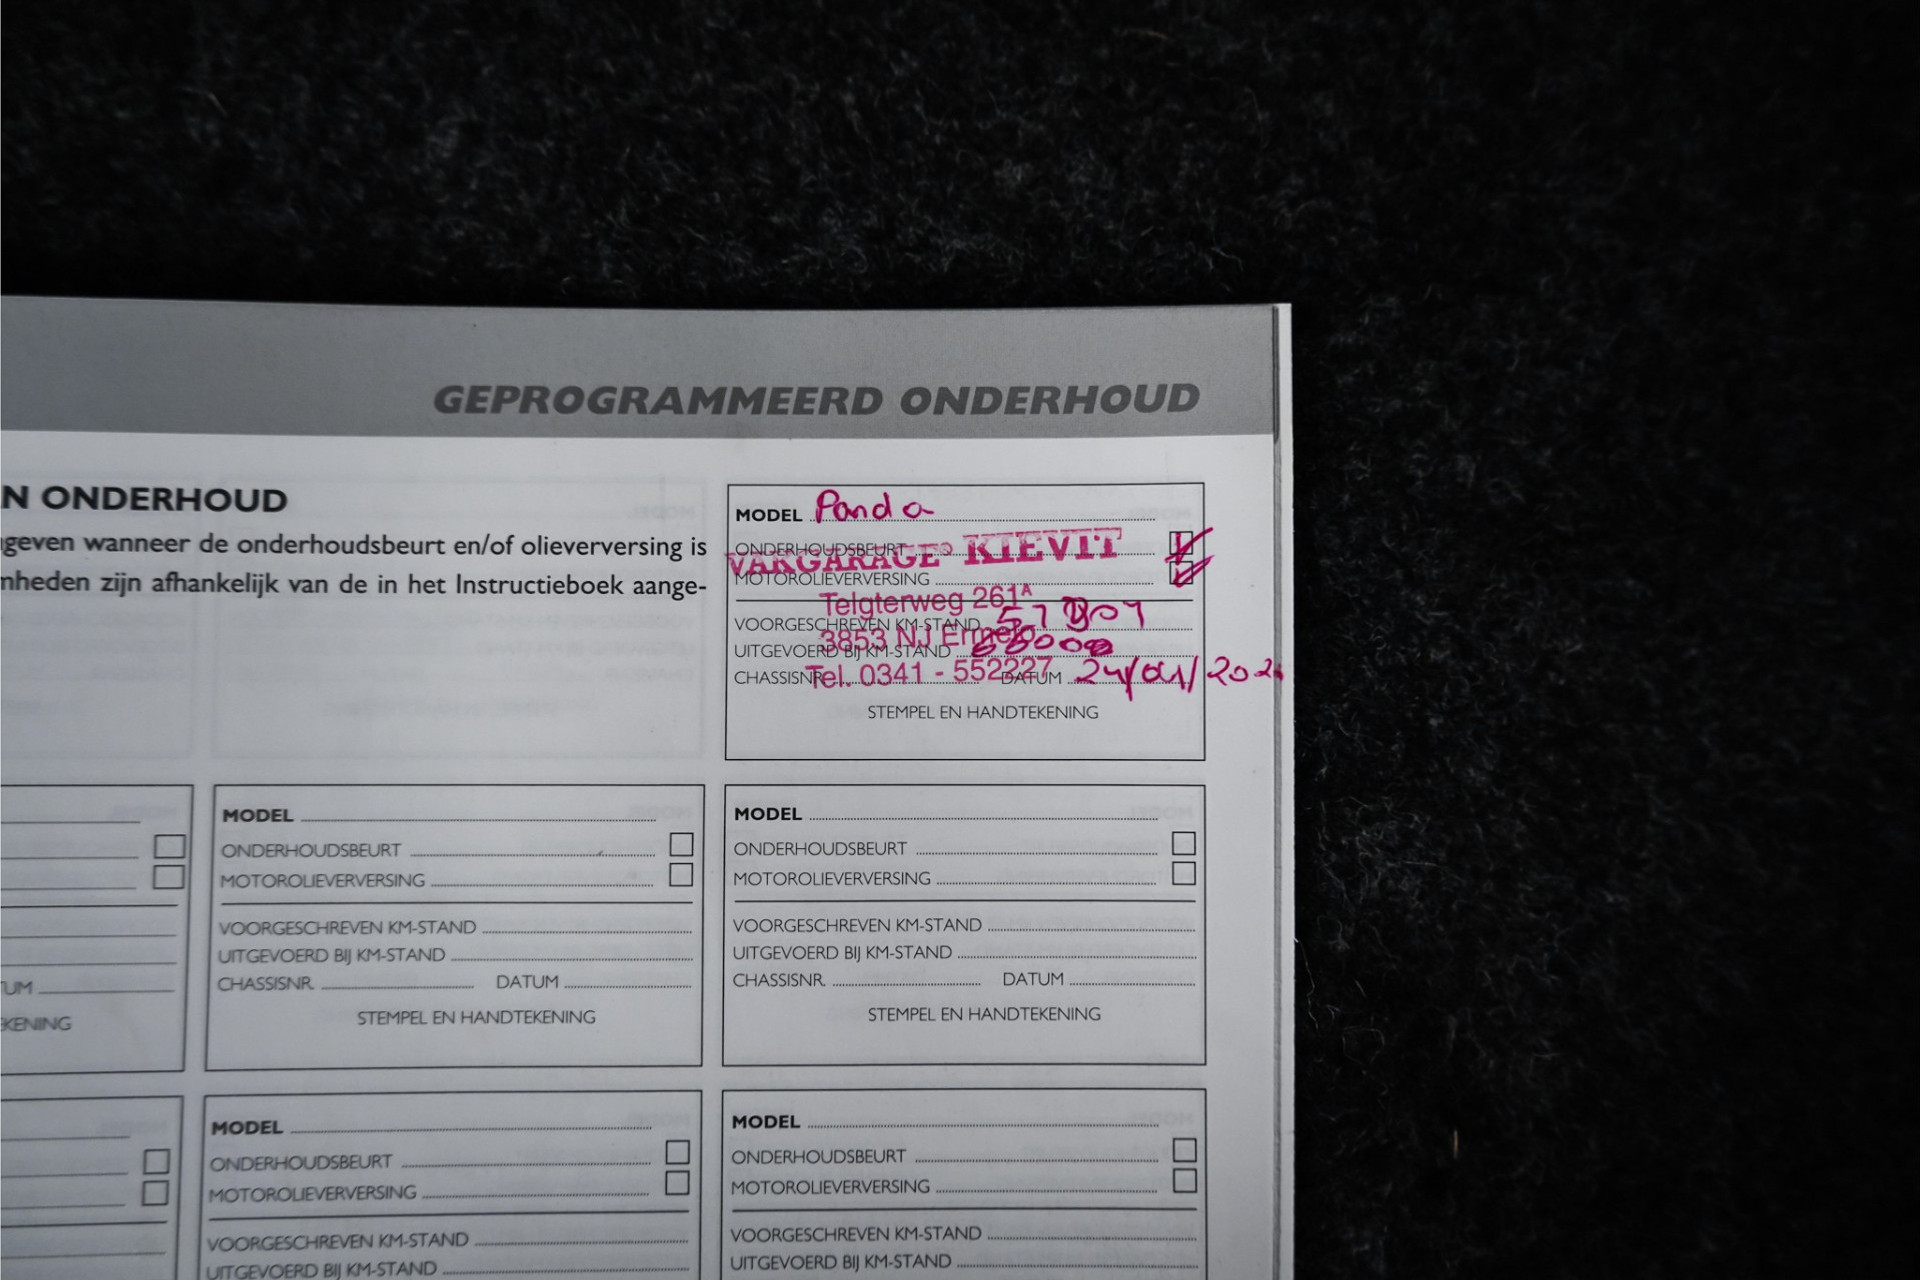 GEPROGRAMMEERD ONDERHOUD
N ONDERHOUD
geven wanneer de onderhoudsbeurt en/of olieverversing is
nheden zijn afhankelijk van de in het Instructieboek aange-
MODEL Panda
ONDERHOUDSBEURT
VAKGARAGE KIEVIT
MOTOROLIEVERVERSING
Telgterweg 261A
VOORGESCHREVEN KM-STAND
3853 NJ Ermelo
UITGEVOERD BIJ KM-STAND
Tel. 0341 - 552227
CHASSISNR. DATUM
STEMPEL EN HANDTEKENING
UM
KENING
MODEL
ONDERHOUDSBEURT
MOTOROLIEVERVERSING
VOORGESCHREVEN KM-STAND
UITGEVOERD BIJ KM-STAND
CHASSISNR. DATUM
STEMPEL EN HANDTEKENING
MODEL
ONDERHOUDSBEURT
MOTOROLIEVERVERSING
VOORGESCHREVEN KM-STAND
UITGEVOERD BIJ KM-STAND
CHASSISNR. DATUM
STEMPEL EN HANDTEKENING
MODEL
ONDERHOUDSBEURT
MOTOROLIEVERVERSING
VOORGESCHREVEN KM-STAND
UITGEVOERD BIJ KM-STAND
MODEL
ONDERHOUDSBEURT
MOTOROLIEVERVERSING
VOORGESCHREVEN KM-STAND
UITGEVOERD BIJ KM-STAND